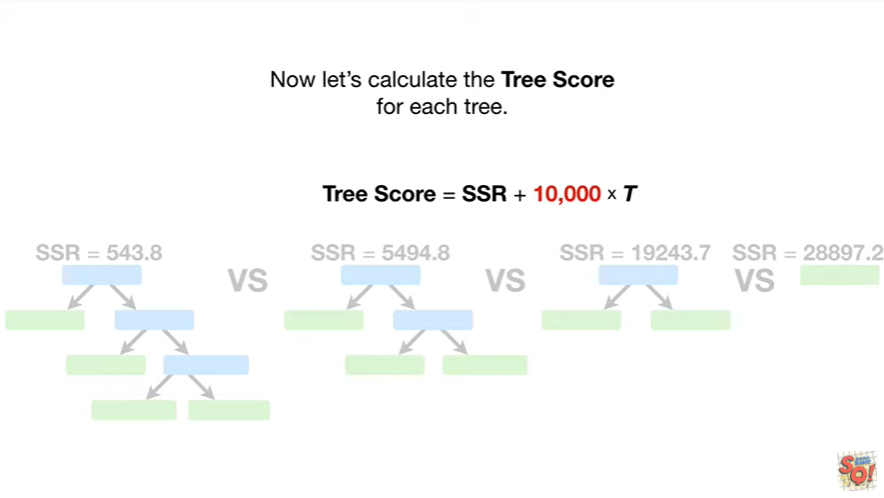 Now let's calculate the Tree Score
for each tree.
Tree Score = SSR + 10,000 x T
SSR = 543.8
SSR = 5494.8
SSR = 19243.7
SSR = 28897.2
VS
VS
VS
SQ!